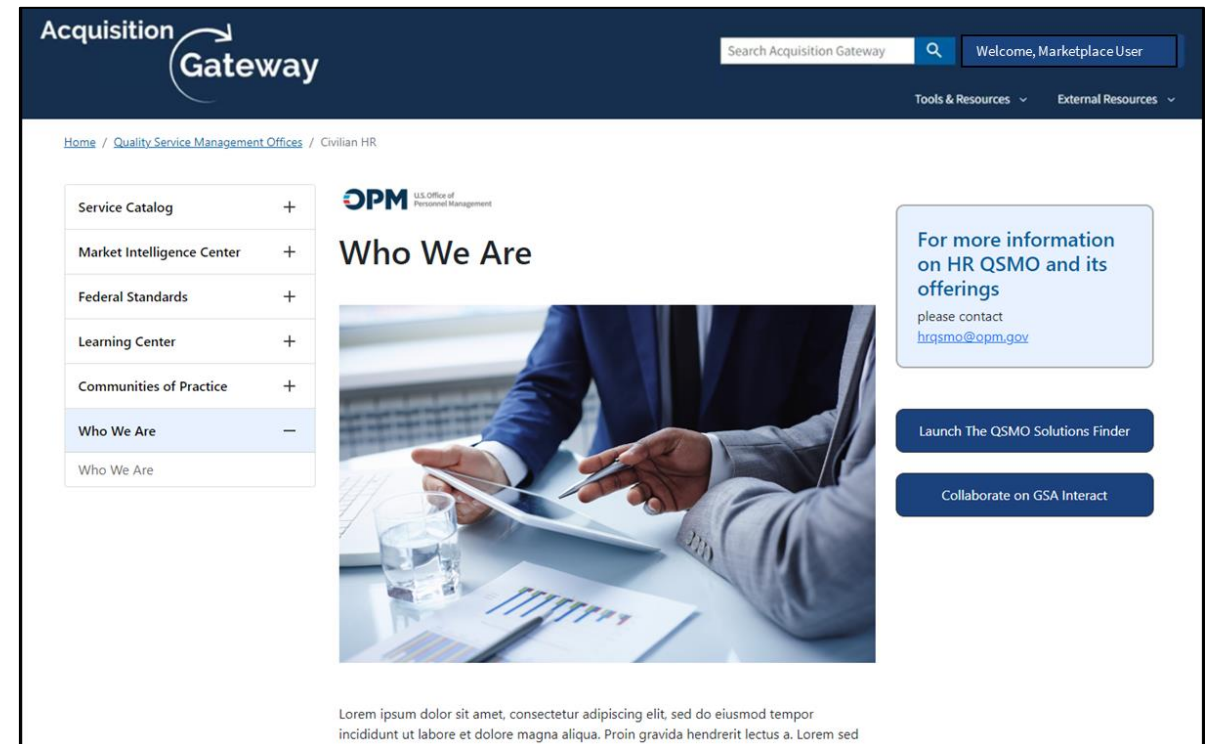 Acquisition
Gateway
Search Acquisition Gateway
Welcome, Marketplace User
Tools & Resources
External Resources
Home / Quality Service Management Offices / Civilian HR
Service Catalog
Market Intelligence Center
Federal Standards
Learning Center
Communities of Practice
Who We Are
Who We Are
OPM U.S. Office of
Personnel Management
Who We Are
For more information
on HR QSMO and its
offerings
please contact
hrqsmo@opm.gov
Launch The QSMO Solutions Finder
Collaborate on GSA Interact
Lorem ipsum dolor sit amet, consectetur adipiscing elit, sed do eiusmod tempor
incididunt ut labore et dolore magna aliqua. Proin gravida hendrerit lectus a. Lorem sed